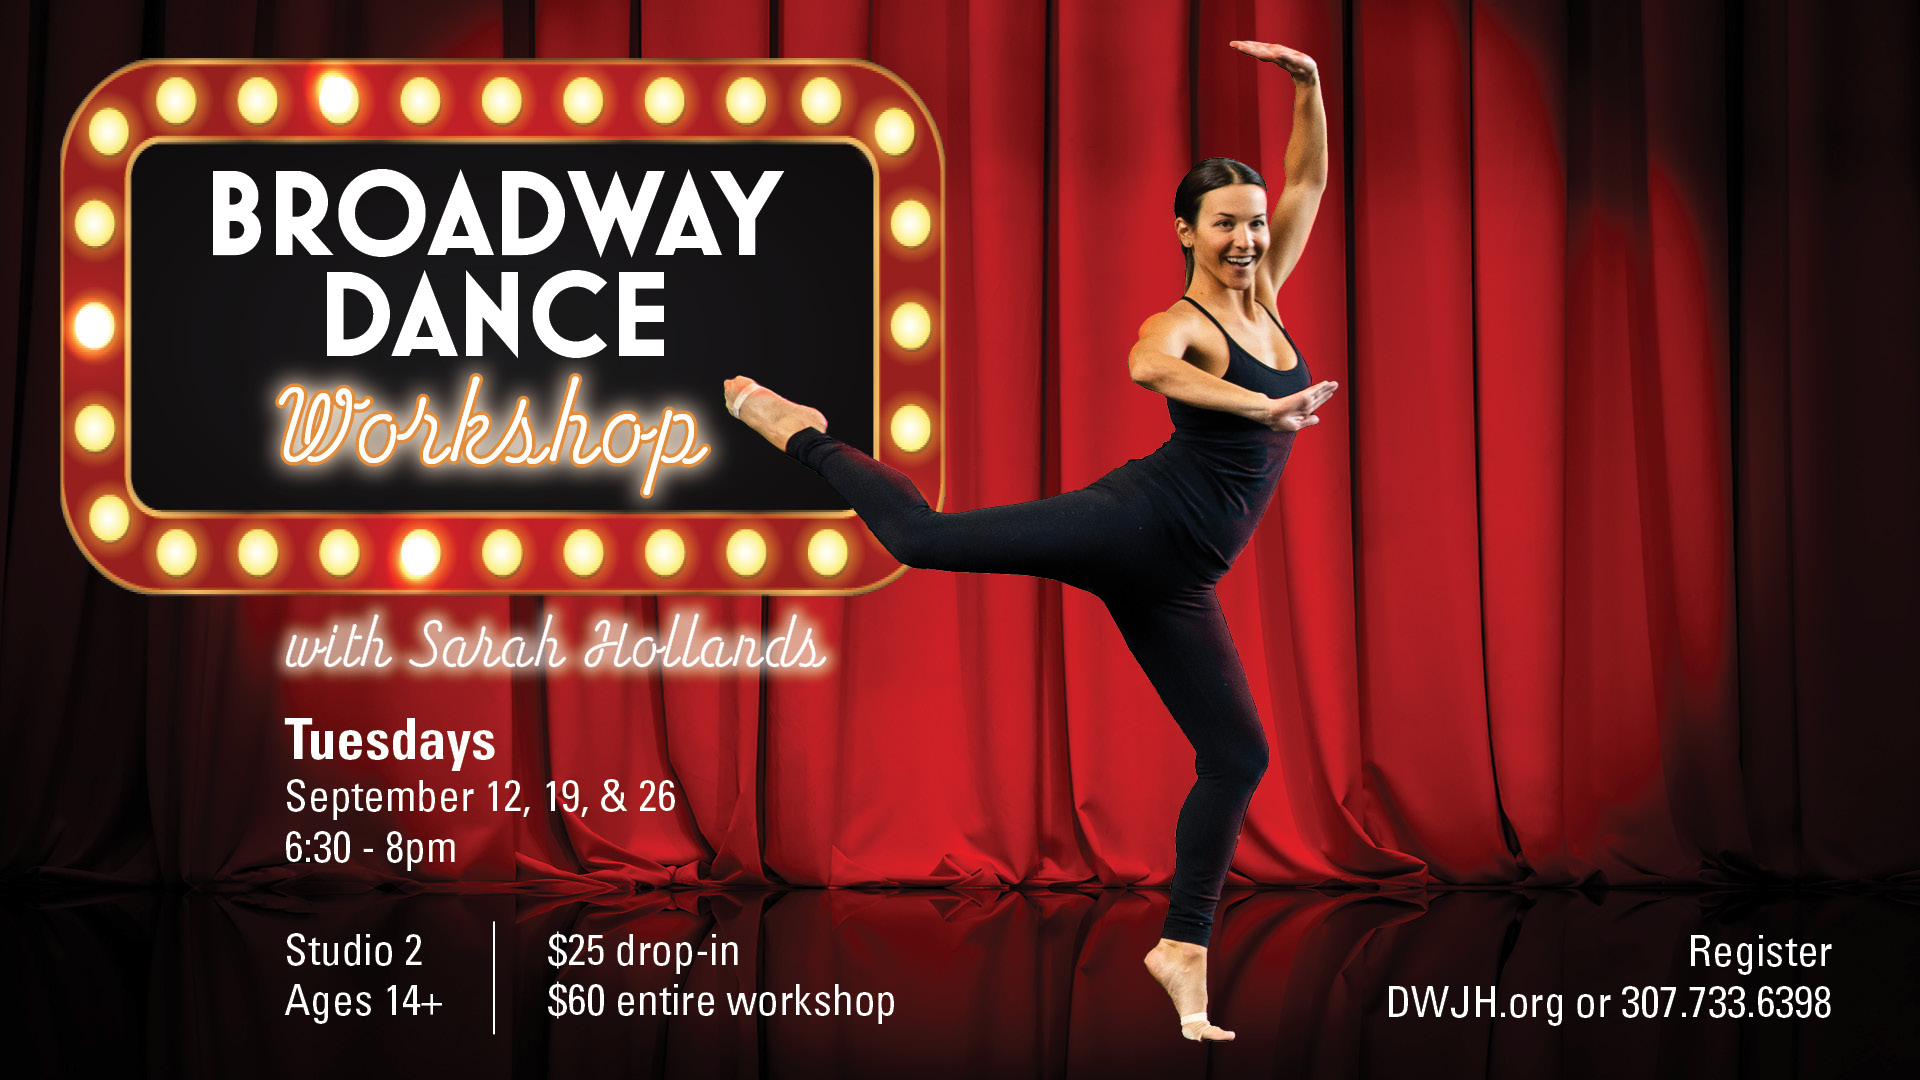 BROADWAY
DANCE
Workshop
with Sarah Hollands
Tuesdays
September 12, 19, & 26
6:30 - 8pm
Studio 2
Ages 14+
$25 drop-in
$60 entire workshop
Register
DWJH.org or 307.733.6398